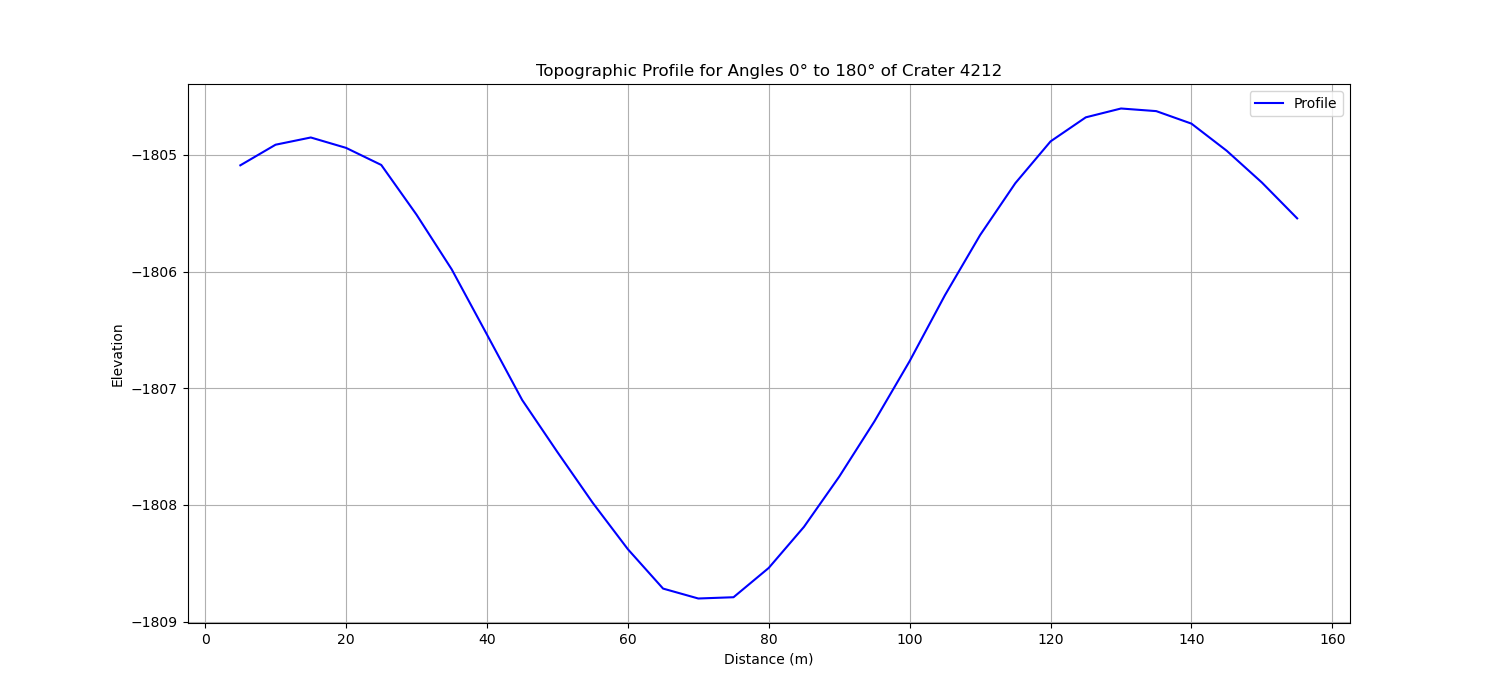 Topographic Profile for Angles 0° to 180° of Crater 4212
Profile
−1805
−1806
−1807
−1808
−1809
Elevation
0 20 40 60 80 100 120 140 160
Distance (m)